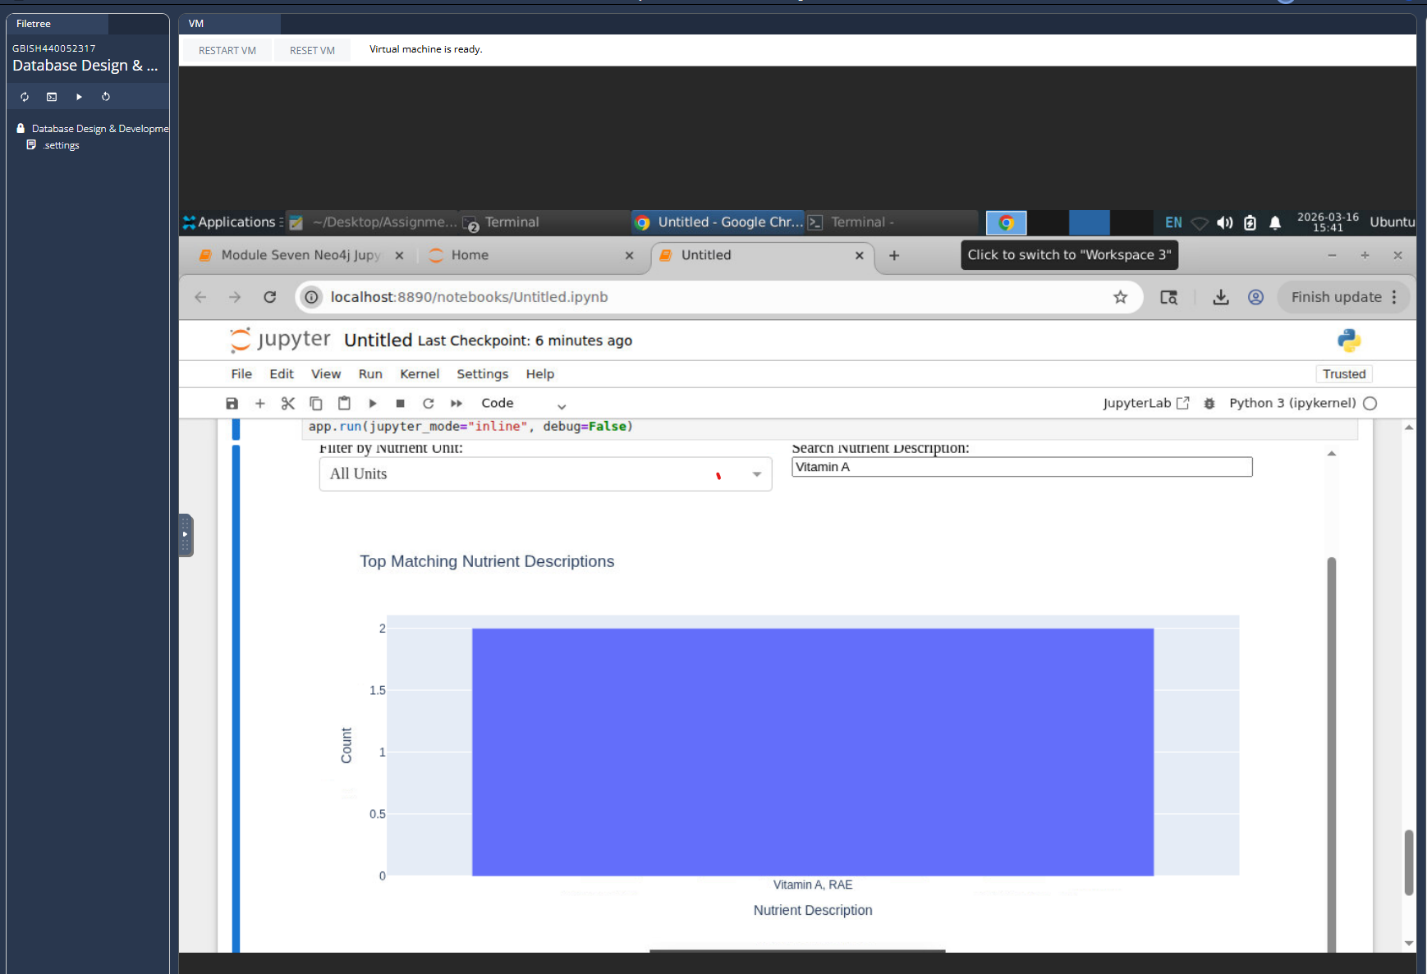 Filetree
VM
GBISH440052317
Database Design & ...
RESTART VM
RESET VM
Virtual machine is ready.
Database Design & Developme
.settings
Applications
~/Desktop/Assignme...
2
Terminal
Untitled - Google Chr...
Terminal -
EN
2026-03-16
15:41
Ubuntu
Module Seven Neo4j Jupy
Home
Untitled
Click to switch to "Workspace 3"
localhost:8890/notebooks/Untitled.ipynb
Finish update
jupyter
Untitled Last Checkpoint: 6 minutes ago
File Edit View Run Kernel Settings Help
Trusted
Code
JupyterLab
Python 3 (ipykernel)
app.run(jupyter_mode="inline", debug=False)
Filter by Nutrient Unit:
Search Nutrient Description:
All Units
Vitamin A
Top Matching Nutrient Descriptions
2
1.5
1
0.5
0
Count
Vitamin A, RAE
Nutrient Description